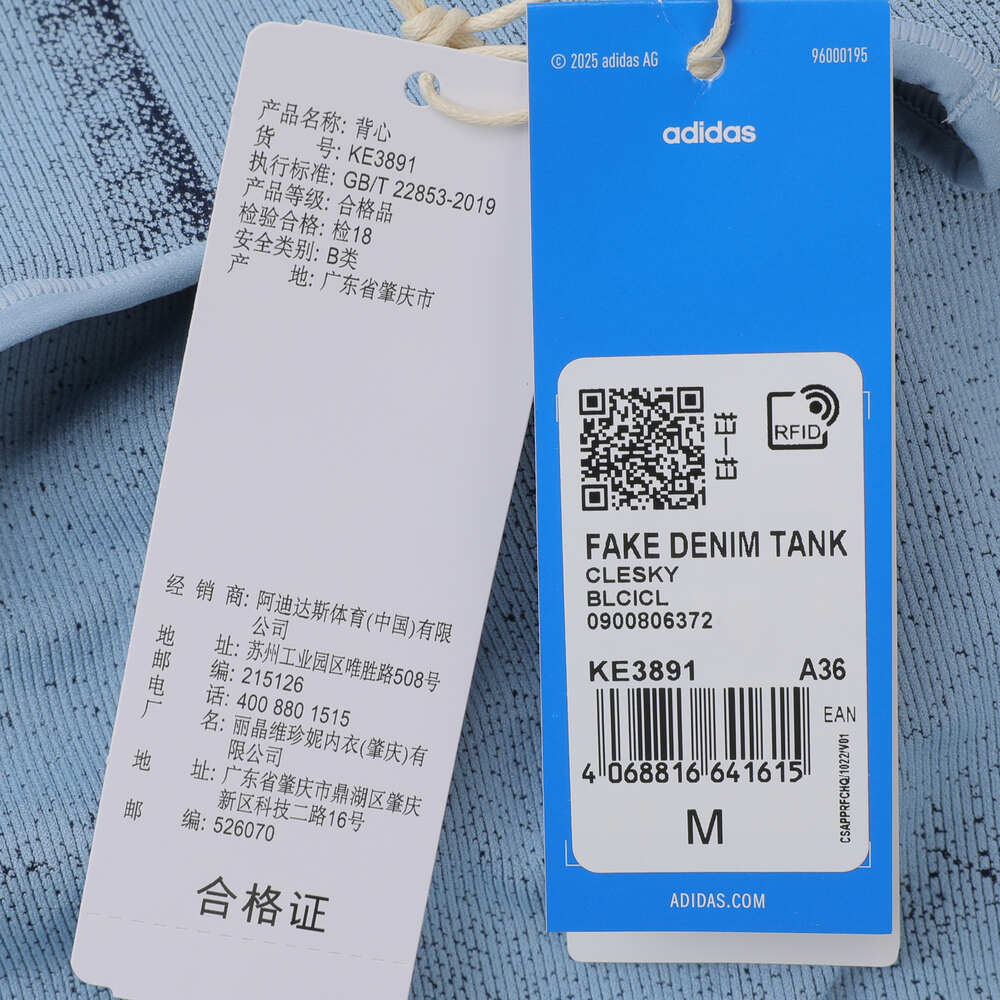 产品名称: 背心
货 号: KE3891
执行标准: GB/T 22853-2019
产品等级: 合格品
检验合格: 检18
安全类别: B类
产 地: 广东省肇庆市
经 销 商: 阿迪达斯体育(中国)有限
公司
地 址: 苏州工业园区唯胜路508号
邮 编: 215126
电 话: 400 880 1515
厂 名: 丽晶维珍妮内衣(肇庆)有
限公司
地 址: 广东省肇庆市鼎湖区肇庆
新区科技二路16号
邮 编: 526070
合格证
© 2025 adidas AG
96000195
adidas
RFID
FAKE DENIM TANK
CLESKY
BLCICL
0900806372
KE3891 A36
EAN
4 068816 641615
CSAPPRFCHQ/1022/V01
M
ADIDAS.COM